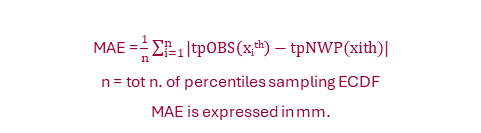 MAE = 1/n ∑ⁿᵢ₌₁ |tpOBS(xᵢᵗʰ) − tpNWP(xith)|
n = tot n. of percentiles sampling ECDF
MAE is expressed in mm.